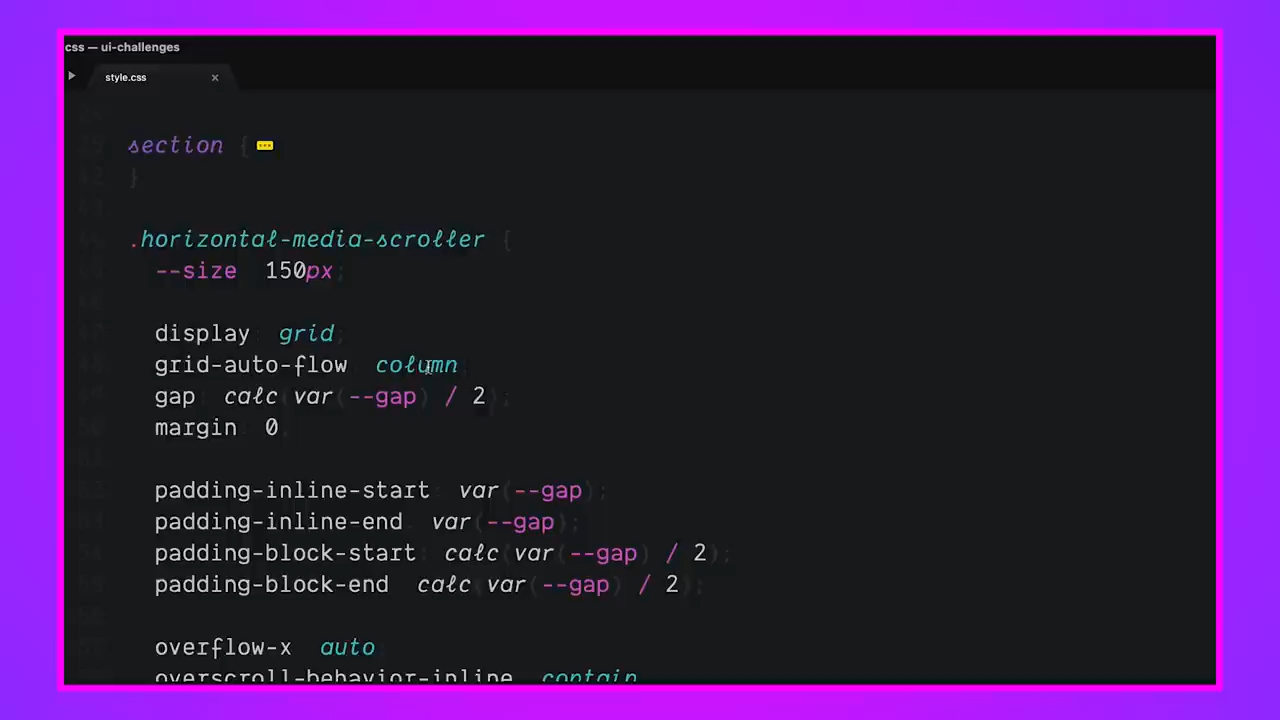 css — ui-challenges
style.css ×
section {
}
.horizontal-media-scroller {
--size 150px;
display: grid;
grid-auto-flow column;
gap: calc(var(--gap) / 2);
margin 0;
padding-inline-start: var(--gap);
padding-inline-end var(--gap);
padding-block-start: calc(var(--gap) / 2);
padding-block-end calc(var(--gap) / 2);
overflow-x auto
overscroll-behavior-inline contain